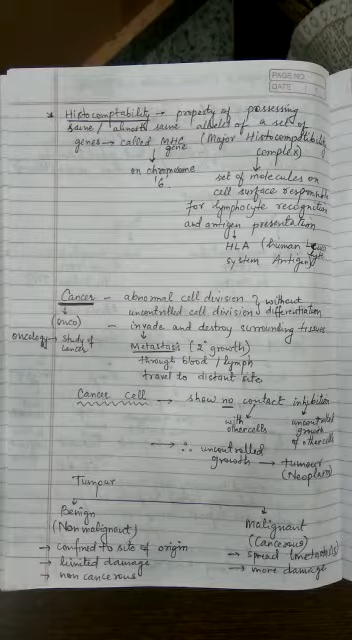 PAGE NO.
DATE
* Histocomptability → property of possessing
same / almost same alleles of a set of
genes → called MHC (Major Histocompatibility
gene complex)
on chromosome set of molecules on
6 cell surface responsible
for lymphocyte recognition
and antigen presentation
HLA (human
system Antigen)
Cancer - abnormal cell division } without
uncontrolled cell division } differentiation
(onco) - invade and destroy surrounding tissues
oncology → study of Metastasis (2° growth)
cancer through blood / lymph
travel to distant site
Cancer cell → show no contact inhibition
with uncontrolled
other cells growth
of other cells
→ ∴ uncontrolled
growth → tumour
(Neoplasm)
Tumour
Benign Malignant
(Non malignant) (Cancerous)
→ confined to site of origin → spread (metastasis)
→ limited damage → more damage
→ non cancerous